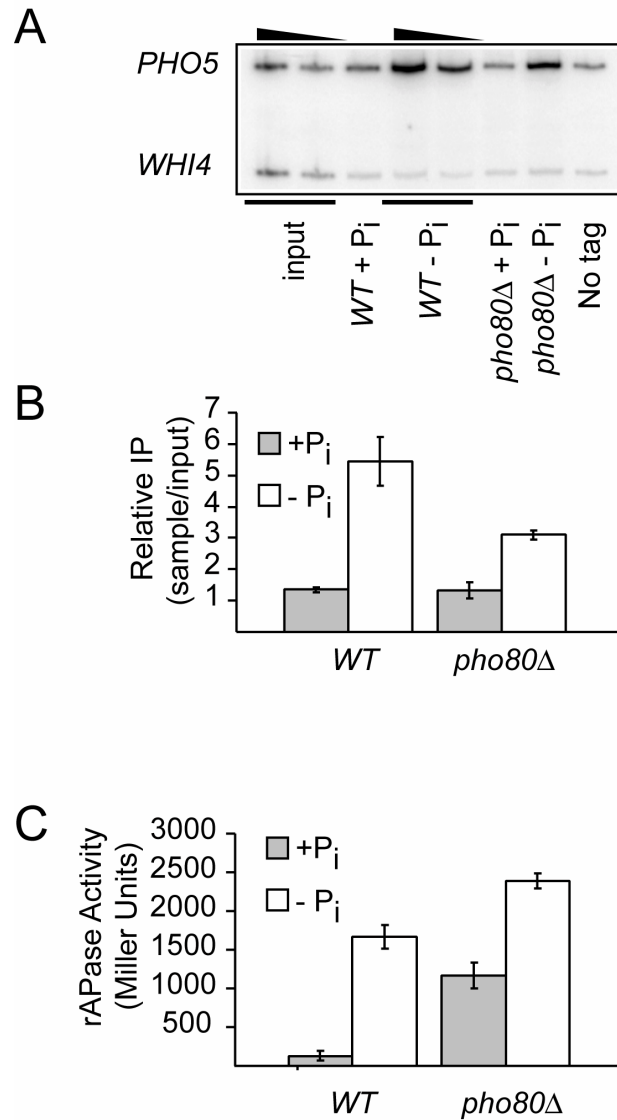 A
PHO5
WHI4
input
WT + Pi
WT - Pi
pho80Δ + Pi
pho80Δ - Pi
No tag
B
Relative IP
(sample/input)
7
6
5
4
3
2
1
+Pi
- Pi
WT
pho80Δ
C
rAPase Activity
(Miller Units)
3000
2500
2000
1500
1000
500
+Pi
- Pi
WT
pho80Δ